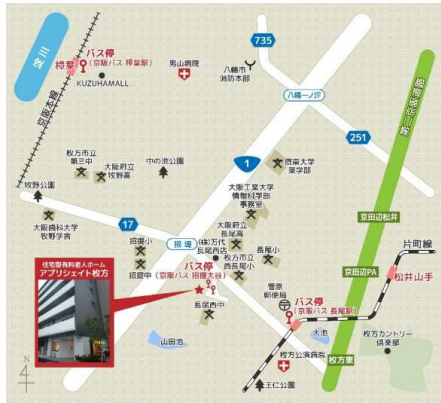 735
淀川
バス停
(京阪バス 樟葉駅)
樟葉
KUZUHAMALL
男山病院
八幡市
消防本部
八幡一ノ坪
京阪本線
第二京阪道路
251
枚方市立
第三中
大阪府立
牧野高
中の池公園
1
摂南大学
薬学部
牧野公園
大阪工業大学
情報科学部
事務室
京田辺松井
大阪歯科大学
牧野学舎
17
招提小
招提
大阪府立
長尾高
(株)万代
長尾西店
長尾小
片町線
住宅型有料老人ホーム
アプリシェイト枚方
招提中
バス停
(京阪バス 招提大谷)
枚方市立
西長尾小
京田辺PA
松井山手
菅原
郵便局
バス停
(京阪バス 長尾駅)
長尾西中
山田池
大池
枚方カントリー
倶楽部
枚方公済病院
枚方東
N
王仁公園